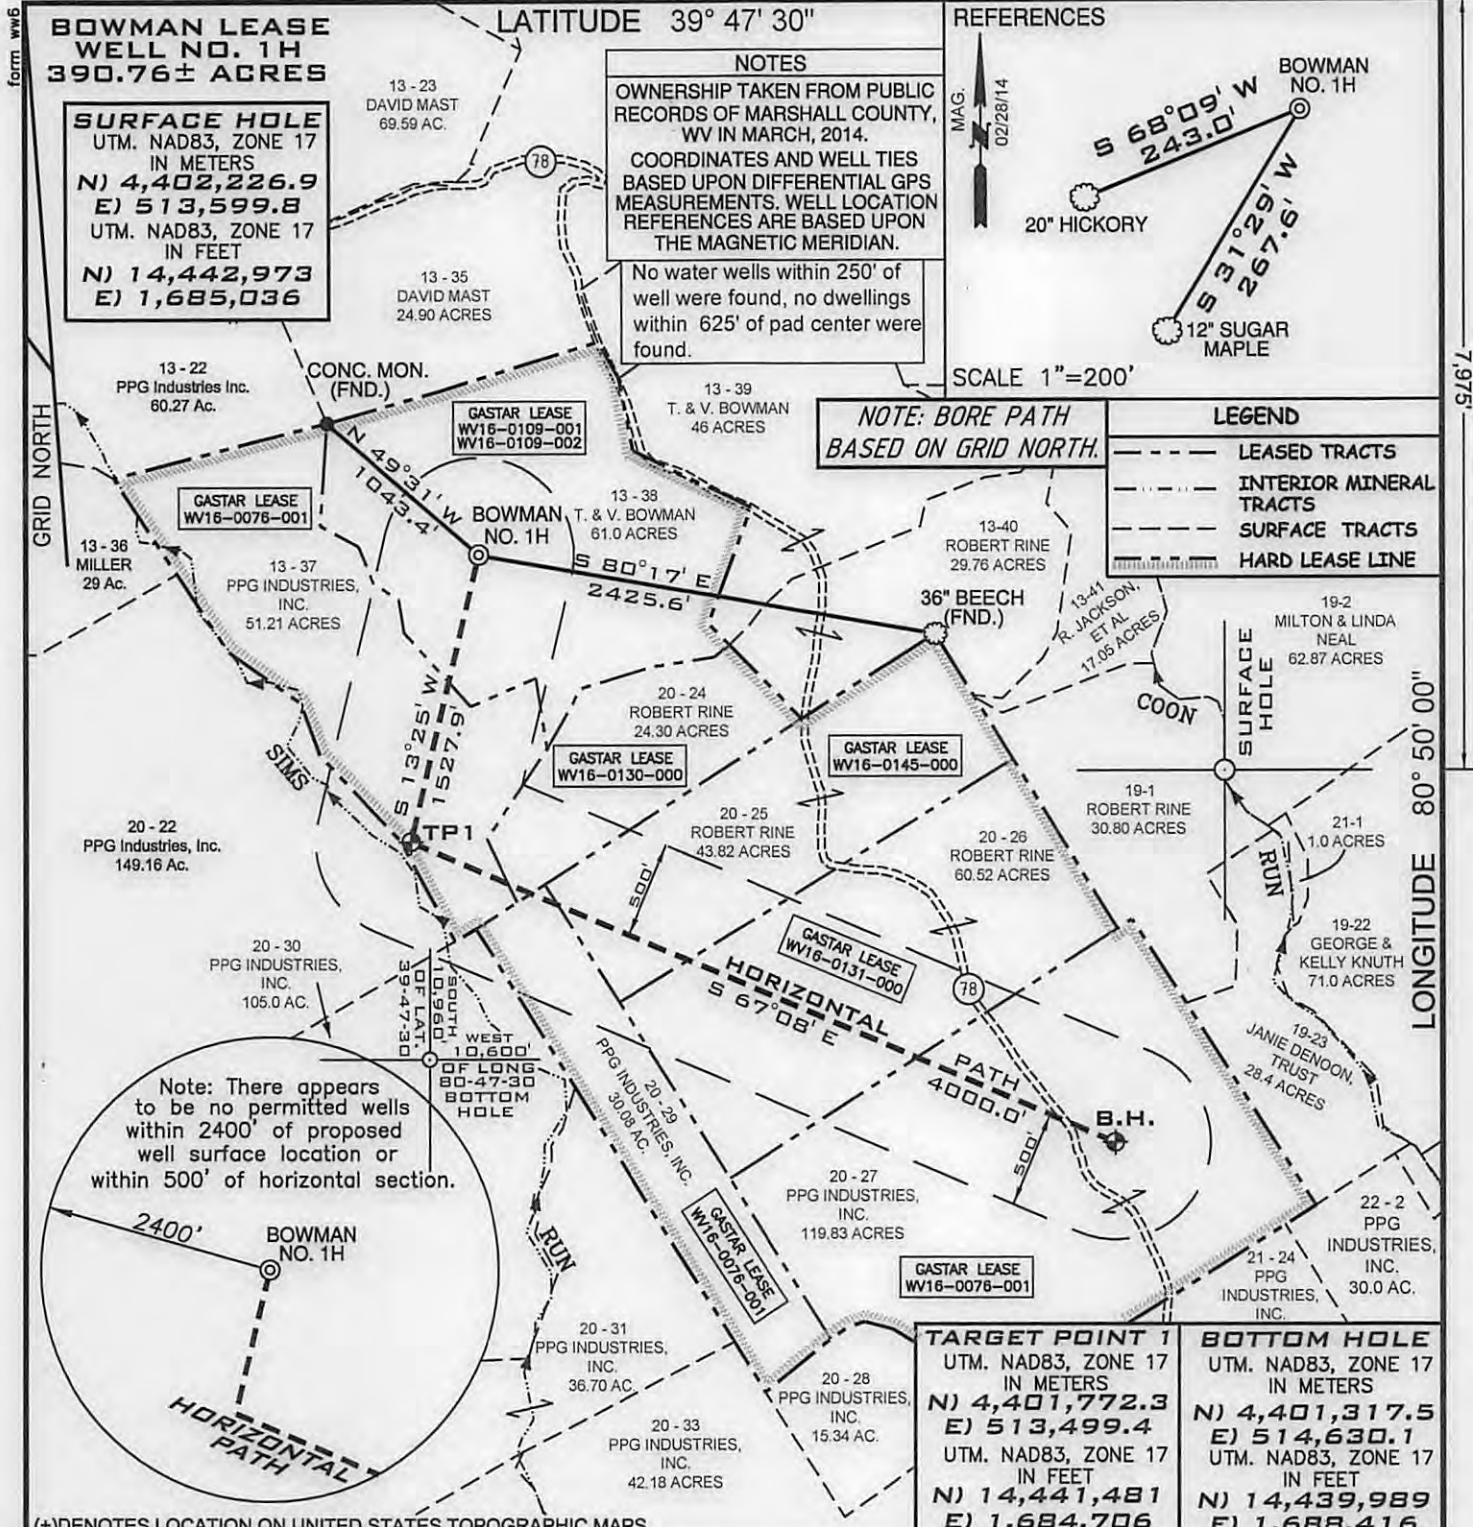 form ww6
BOWMAN LEASE
WELL NO. 1H
390.76± ACRES
LATITUDE 39° 47' 30"
SURFACE HOLE
UTM. NAD83, ZONE 17
IN METERS
N) 4,402,226.9
E) 513,599.8
UTM. NAD83, ZONE 17
IN FEET
N) 14,442,973
E) 1,685,036
13 - 23
DAVID MAST
69.59 AC.
78
NOTES
OWNERSHIP TAKEN FROM PUBLIC
RECORDS OF MARSHALL COUNTY,
WV IN MARCH, 2014.
COORDINATES AND WELL TIES
BASED UPON DIFFERENTIAL GPS
MEASUREMENTS. WELL LOCATION
REFERENCES ARE BASED UPON
THE MAGNETIC MERIDIAN.
No water wells within 250' of
well were found, no dwellings
within 625' of pad center were
found.
REFERENCES
MAG.
02/28/14
BOWMAN
NO. 1H
S 68°09' W
243.0'
20" HICKORY
S 31°29' W
267.6'
12" SUGAR
MAPLE
SCALE 1"=200'
7,975'
13 - 35
DAVID MAST
24.90 ACRES
13 - 22
PPG Industries Inc.
60.27 Ac.
CONC. MON.
(FND.)
GASTAR LEASE
WV16-0109-001
WV16-0109-002
13 - 39
T. & V. BOWMAN
46 ACRES
NOTE: BORE PATH
BASED ON GRID NORTH.
LEGEND
LEASED TRACTS
INTERIOR MINERAL
TRACTS
SURFACE TRACTS
HARD LEASE LINE
GRID NORTH
GASTAR LEASE
WV16-0076-001
N 49°31' W
1043.4'
BOWMAN
NO. 1H
13 - 38
T. & V. BOWMAN
61.0 ACRES
13 - 36
MILLER
29 Ac.
13 - 37
PPG INDUSTRIES,
INC.
51.21 ACRES
S 80°17' E
2425.6'
13-40
ROBERT RINE
29.76 ACRES
36" BEECH
(FND.)
13-41
R. JACKSON,
ET AL
17.05 ACRES
19-2
MILTON & LINDA
NEAL
62.87 ACRES
SURFACE
HOLE
COON
LONGITUDE 80° 50' 00"
20 - 24
ROBERT RINE
24.30 ACRES
GASTAR LEASE
WV16-0130-000
GASTAR LEASE
WV16-0145-000
S 13°25' W
1527.9'
SIMS
TP1
20 - 22
PPG Industries, Inc.
149.16 Ac.
20 - 25
ROBERT RINE
43.82 ACRES
20 - 26
ROBERT RINE
60.52 ACRES
19-1
ROBERT RINE
30.80 ACRES
21-1
1.0 ACRES
RUN
500'
GASTAR LEASE
WV16-0131-000
19-22
GEORGE &
KELLY KNUTH
71.0 ACRES
20 - 30
PPG INDUSTRIES,
INC.
105.0 AC.
SOUTH
10,960'
OF LAT.
39-47-30
WEST
10,600'
OF LONG
80-47-30
BOTTOM
HOLE
HORIZONTAL
S 67°08' E
PATH
4000.0'
78
B.H.
500'
19-23
JANIE DENOON,
TRUST
28.4 ACRES
Note: There appears
to be no permitted wells
within 2400' of proposed
well surface location or
within 500' of horizontal section.
2400'
BOWMAN
NO. 1H
HORIZONTAL
PATH
20 - 29
PPG INDUSTRIES, INC.
30.08 AC.
RUN
GASTAR LEASE
WV16-0076-001
20 - 27
PPG INDUSTRIES,
INC.
119.83 ACRES
GASTAR LEASE
WV16-0076-001
22 - 2
PPG
INDUSTRIES,
INC.
30.0 AC.
21 - 24
PPG
INDUSTRIES,
INC.
20 - 31
PPG INDUSTRIES,
INC.
36.70 AC.
20 - 28
PPG INDUSTRIES,
INC.
15.34 AC.
20 - 33
PPG INDUSTRIES,
INC.
42.18 ACRES
TARGET POINT 1
UTM. NAD83, ZONE 17
IN METERS
N) 4,401,772.3
E) 513,499.4
UTM. NAD83, ZONE 17
IN FEET
N) 14,441,481
E) 1,684,706
BOTTOM HOLE
UTM. NAD83, ZONE 17
IN METERS
N) 4,401,317.5
E) 514,630.1
UTM. NAD83, ZONE 17
IN FEET
N) 14,439,989
E) 1,688,416
(+)DENOTES LOCATION ON UNITED STATES TOPOGRAPHIC MAPS